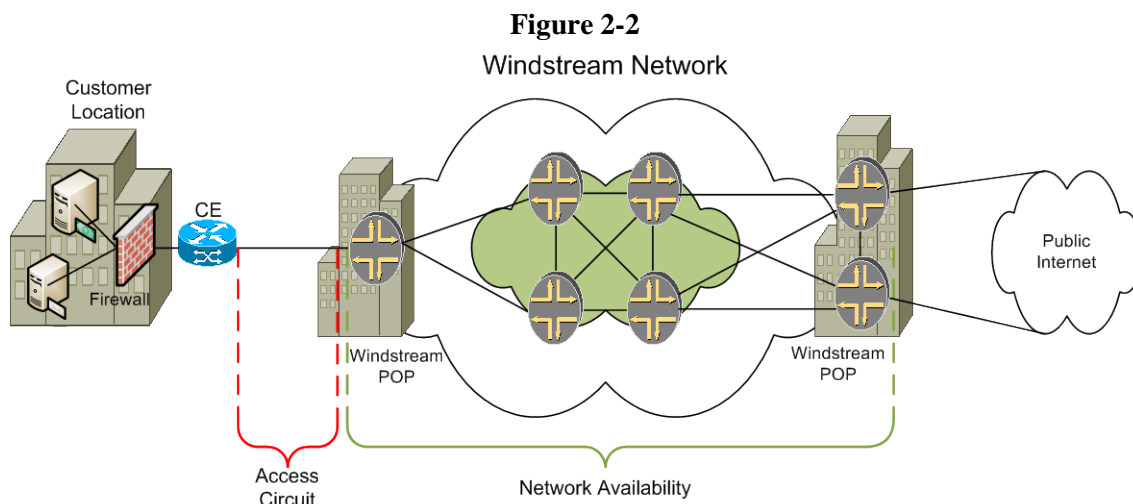 Figure 2-2
Windstream Network
Customer
Location
CE
Firewall
Windstream
POP
Windstream
POP
Public
Internet
Access
Circuit
Network Availability